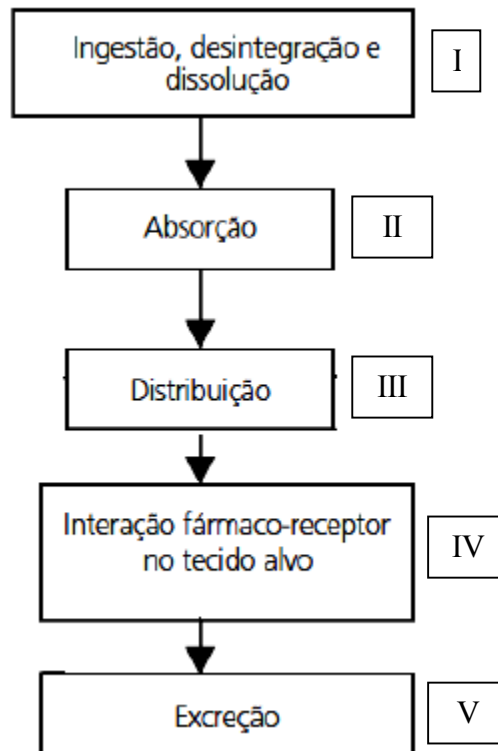 Ingestão, desintegração e
dissolução
I
Absorção
II
Distribuição
III
Interação fármaco-receptor
no tecido alvo
IV
Excreção
V